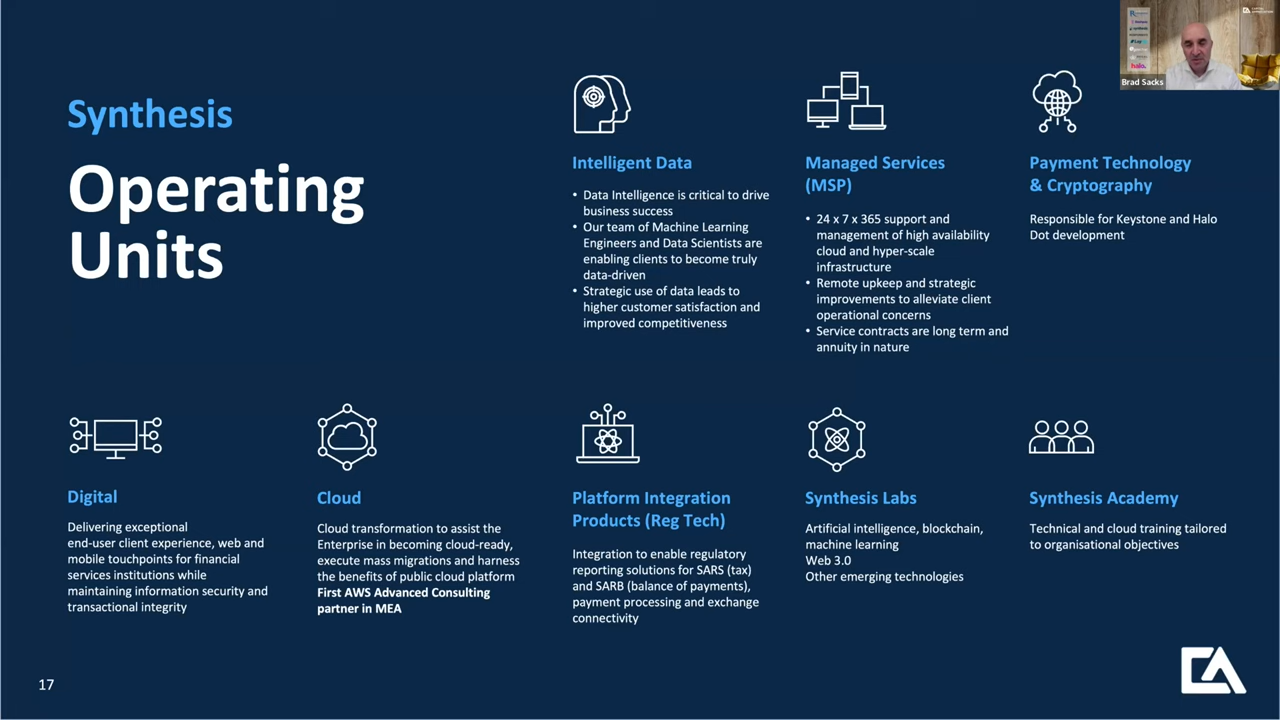 Synthesis
Operating
Units
Intelligent Data
• Data Intelligence is critical to drive
business success
• Our team of Machine Learning
Engineers and Data Scientists are
enabling clients to become truly
data-driven
• Strategic use of data leads to
higher customer satisfaction and
improved competitiveness
Managed Services
(MSP)
• 24 x 7 x 365 support and
management of high availability
cloud and hyper-scale
infrastructure
• Remote upkeep and strategic
improvements to alleviate client
operational concerns
• Service contracts are long term and
annuity in nature
Payment Technology
& Cryptography
Responsible for Keystone and Halo
Dot development
Brad Sacks
halo.
Digital
Delivering exceptional
end-user client experience, web and
mobile touchpoints for financial
services institutions while
maintaining information security and
transactional integrity
Cloud
Cloud transformation to assist the
Enterprise in becoming cloud-ready,
execute mass migrations and harness
the benefits of public cloud platform
First AWS Advanced Consulting
partner in MEA
Platform Integration
Products (Reg Tech)
Integration to enable regulatory
reporting solutions for SARS (tax)
and SARB (balance of payments),
payment processing and exchange
connectivity
Synthesis Labs
Artificial intelligence, blockchain,
machine learning
Web 3.0
Other emerging technologies
Synthesis Academy
Technical and cloud training tailored
to organisational objectives
17